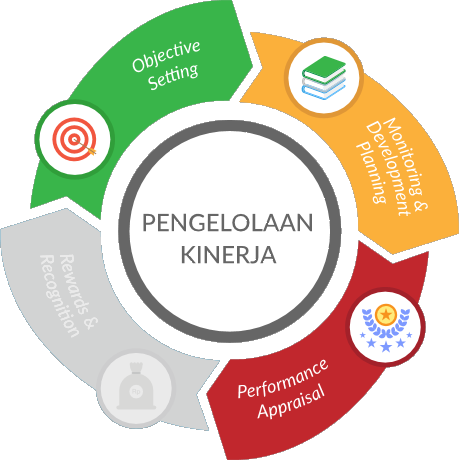 Objective
Setting
Monitoring &
Development
Planning
PENGELOLAAN
KINERJA
Rewards &
Recognition
Performance
Appraisal